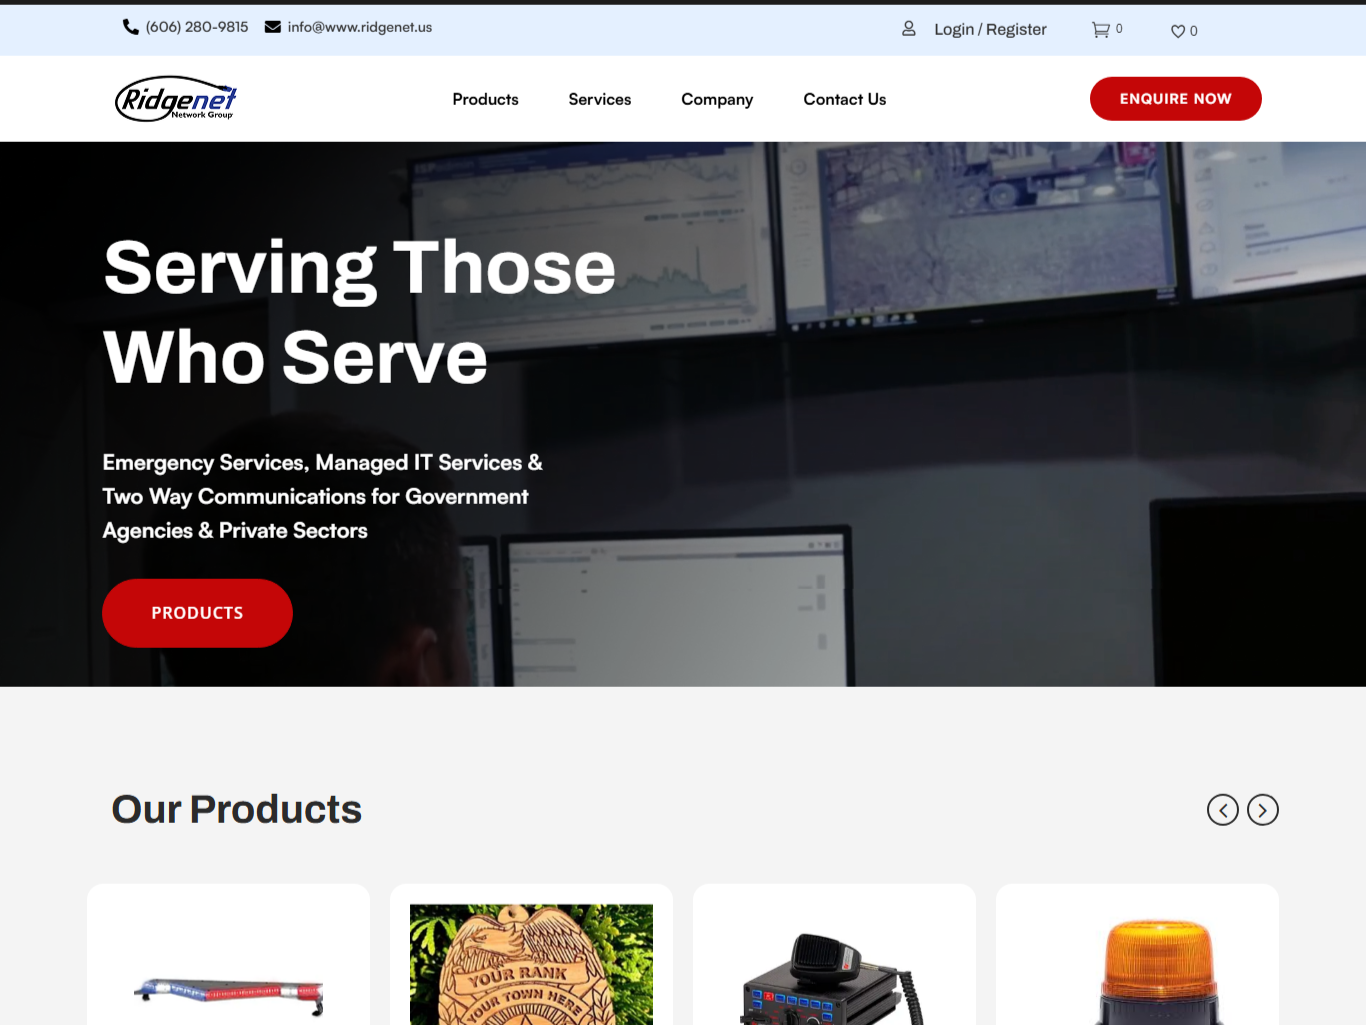 (606) 280-9815 info@www.ridgenet.us Login / Register 0 0
Ridgenet
Network Group
Products Services Company Contact Us ENQUIRE NOW
Serving Those
Who Serve
Emergency Services, Managed IT Services &
Two Way Communications for Government
Agencies & Private Sectors
PRODUCTS
Our Products
YOUR RANK
YOUR TOWN HERE